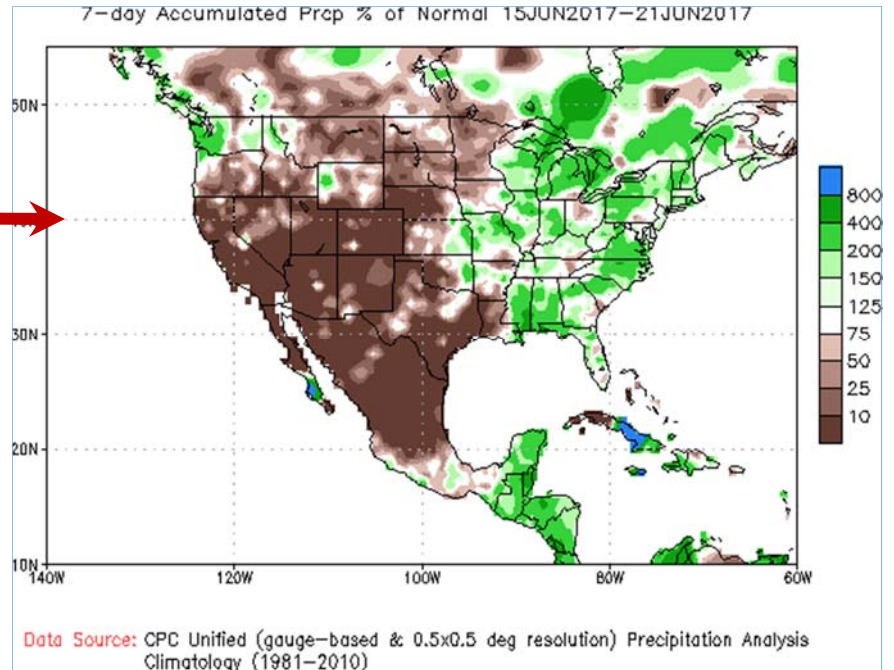 7-day Accumulated Prcp % of Normal 15JUN2017-21JUN2017
50N
30N
20N
10N
140W 120W 100W 80W 60W
800
400
200
150
125
75
50
25
10
Data Source: CPC Unified (gauge-based & 0.5x0.5 deg resolution) Precipitation Analysis
Climatology (1981-2010)